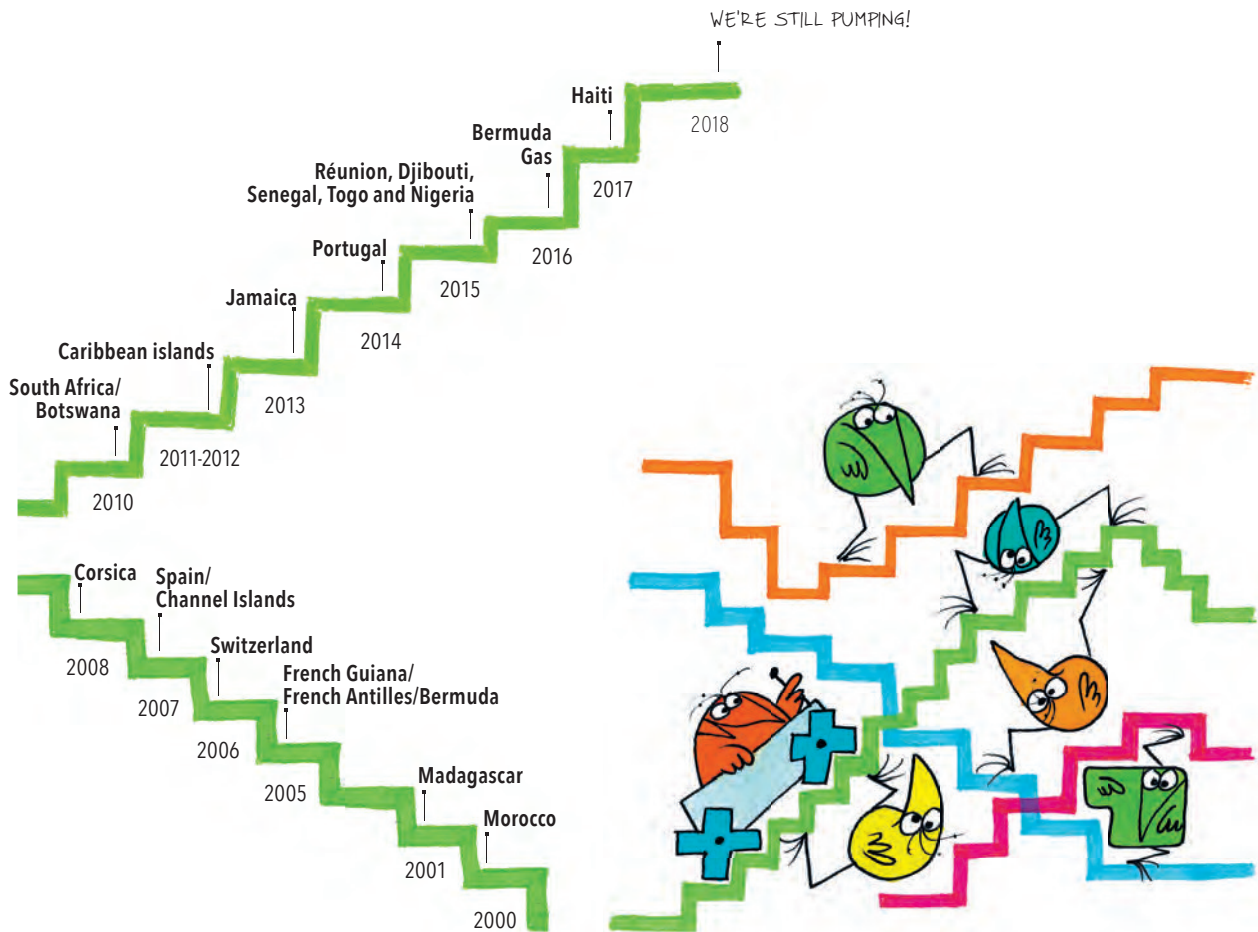 WE'RE STILL PUMPING!
Haiti
2018
Bermuda
Gas
2017
Réunion, Djibouti,
Senegal, Togo and Nigeria
2016
Portugal
2015
Jamaica
2014
Caribbean islands
2013
South Africa/
Botswana
2011-2012
2010
Corsica
Spain/
Channel Islands
2008
Switzerland
2007
French Guiana/
French Antilles/Bermuda
2006
2005
Madagascar
Morocco
2001
2000